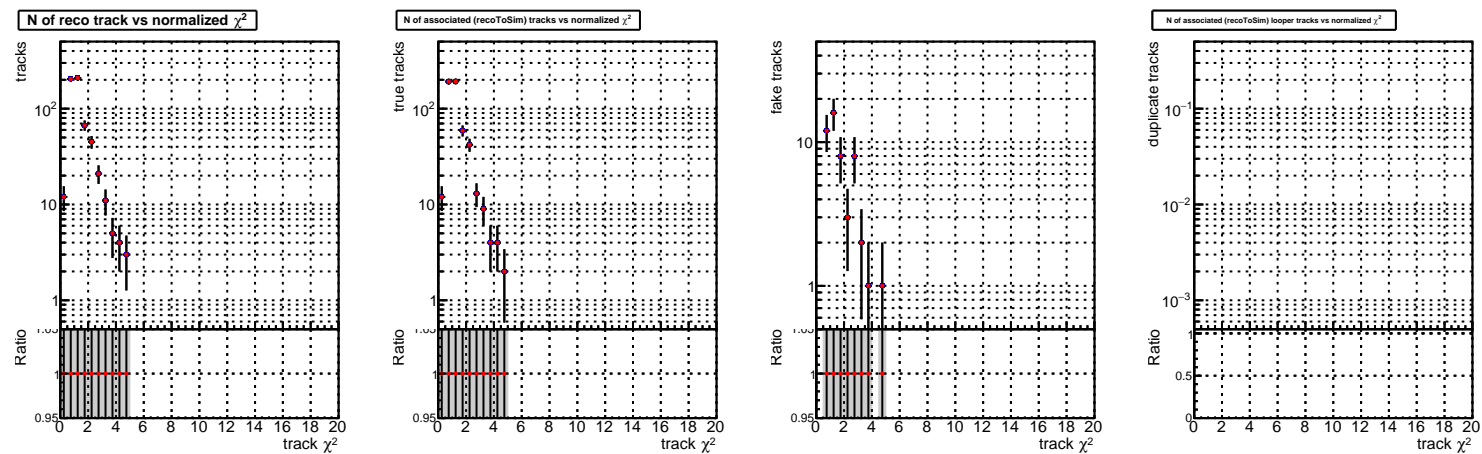 N of reco track vs normalized χ²
tracks
10²
10
1
Ratio
1.05
1
0.95
0 2 4 6 8 10 12 14 16 18 20
track χ²
N of associated (recoToSim) tracks vs normalized χ²
true tracks
10²
10
1
Ratio
1.05
1
0.95
0 2 4 6 8 10 12 14 16 18 20
track χ²
fake tracks
10
1
Ratio
1.05
1
0.95
0 2 4 6 8 10 12 14 16 18 20
track χ²
N of associated (recoToSim) looper tracks vs normalized χ²
duplicate tracks
10⁻¹
10⁻²
10⁻³
Ratio
1
0.5
0
0 2 4 6 8 10 12 14 16 18 20
track χ²